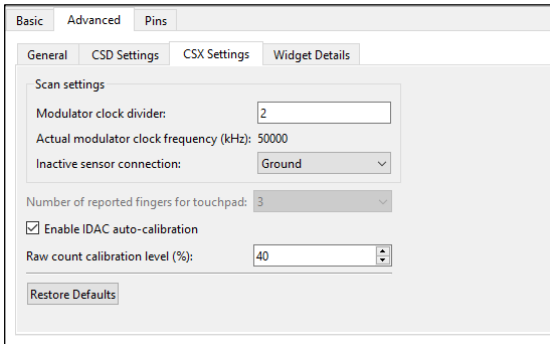 Basic Advanced Pins
General CSD Settings CSX Settings Widget Details
Scan settings
Modulator clock divider: 2
Actual modulator clock frequency (kHz): 50000
Inactive sensor connection: Ground
Number of reported fingers for touchpad: 3
Enable IDAC auto-calibration
Raw count calibration level (%): 40
Restore Defaults